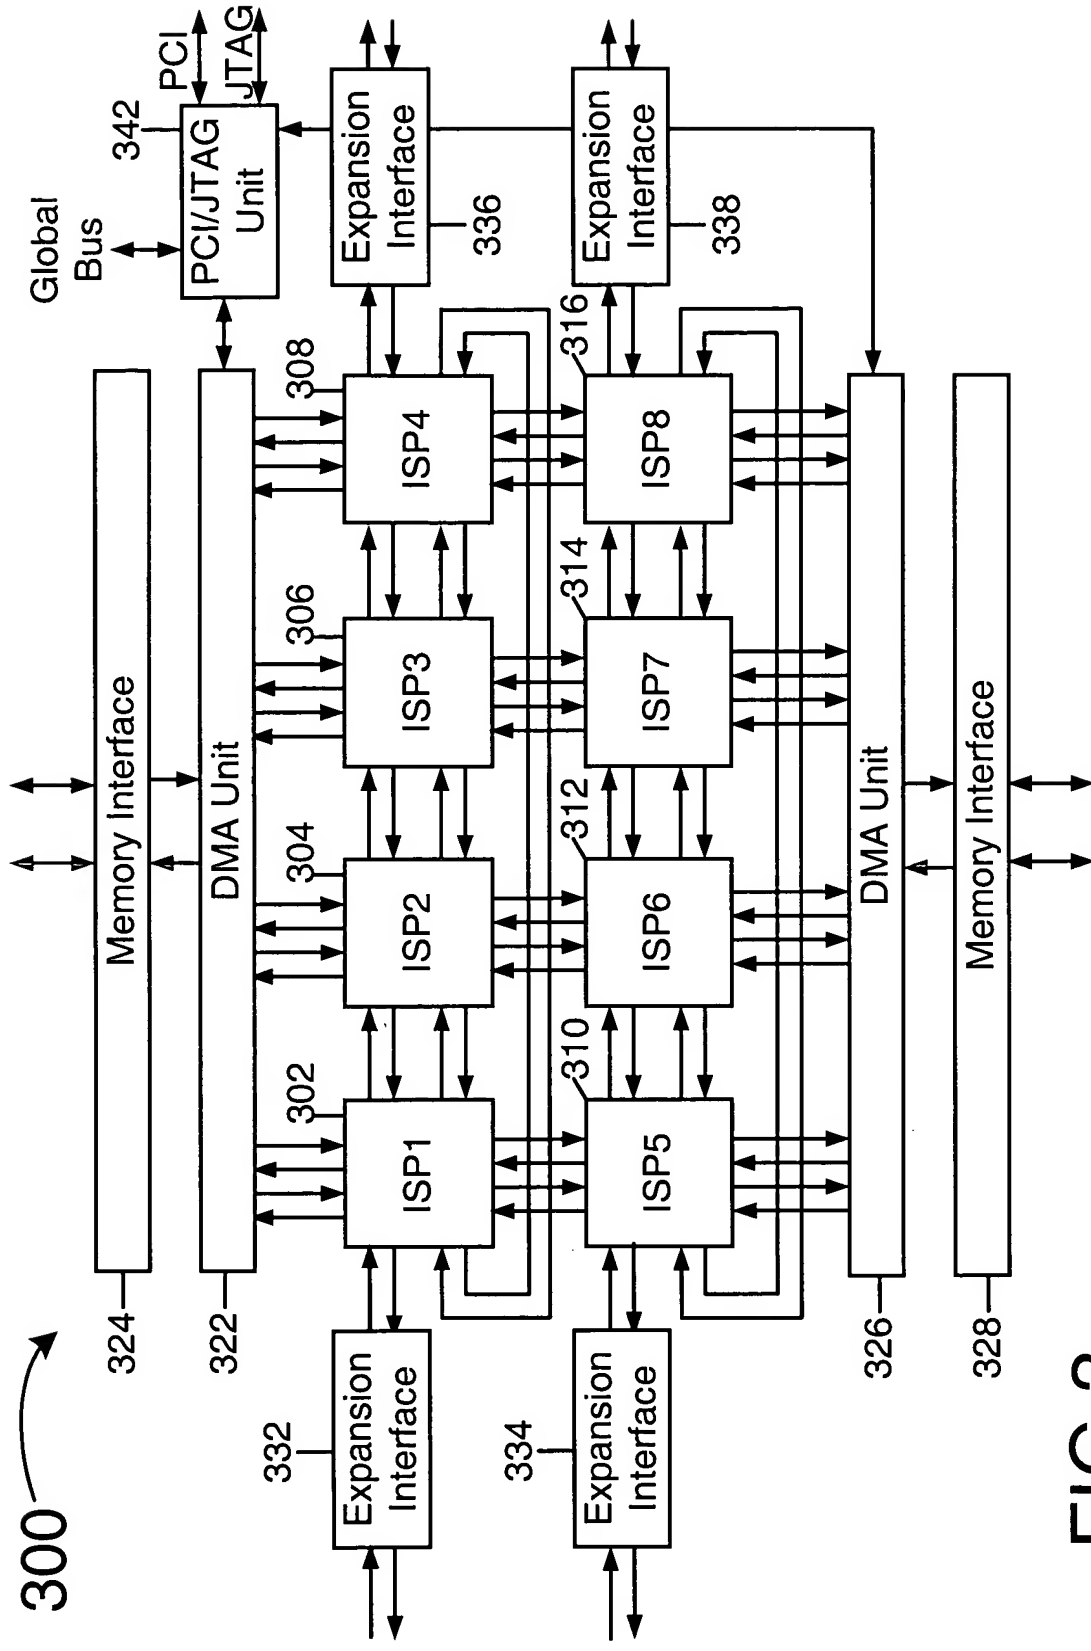 300
Global
Bus
342
PCI
JTAG
PCI/JTAG
Unit
324
Memory Interface
322
DMA Unit
332
302
304
306
308
Expansion
Interface
ISP1
ISP2
ISP3
ISP4
Expansion
Interface
336
334
310
312
314
316
Expansion
Interface
ISP5
ISP6
ISP7
ISP8
Expansion
Interface
338
326
DMA Unit
328
Memory Interface
FIG